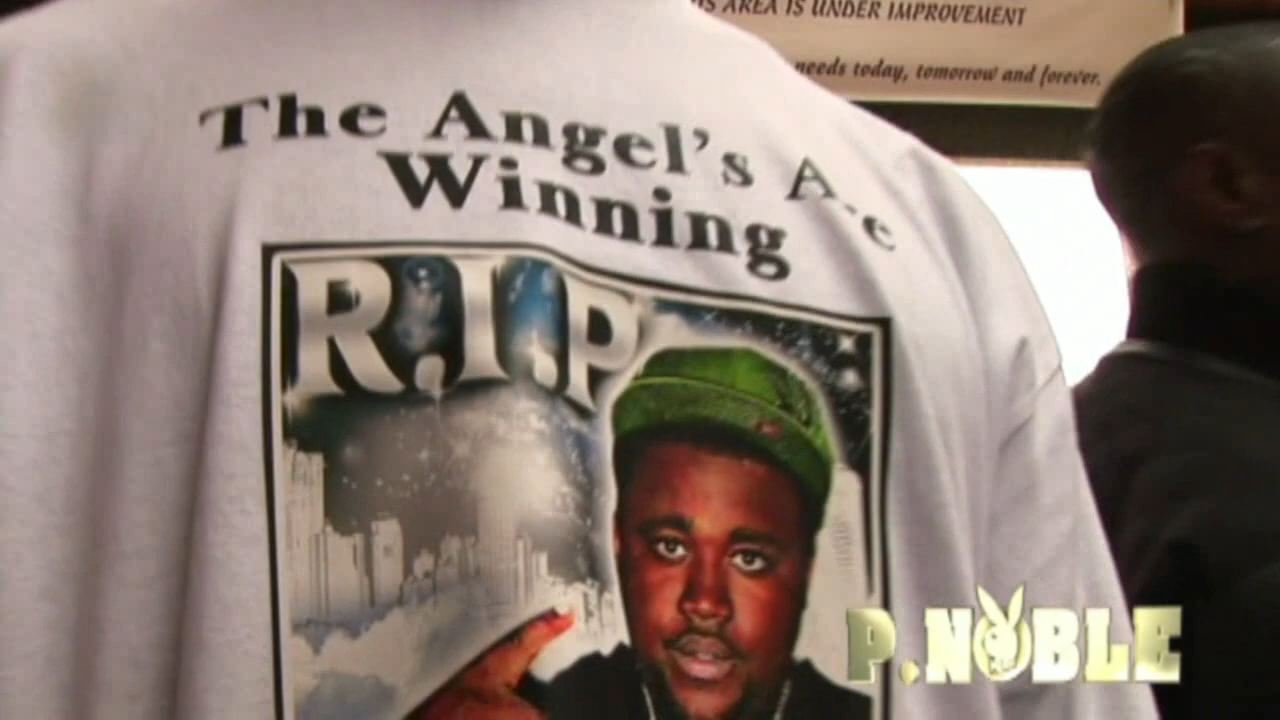 S AREA IS UNDER IMPROVEMENT
needs today, tomorrow and forever.
The Angel's Are
Winning
R.I.P
P.NOBLE